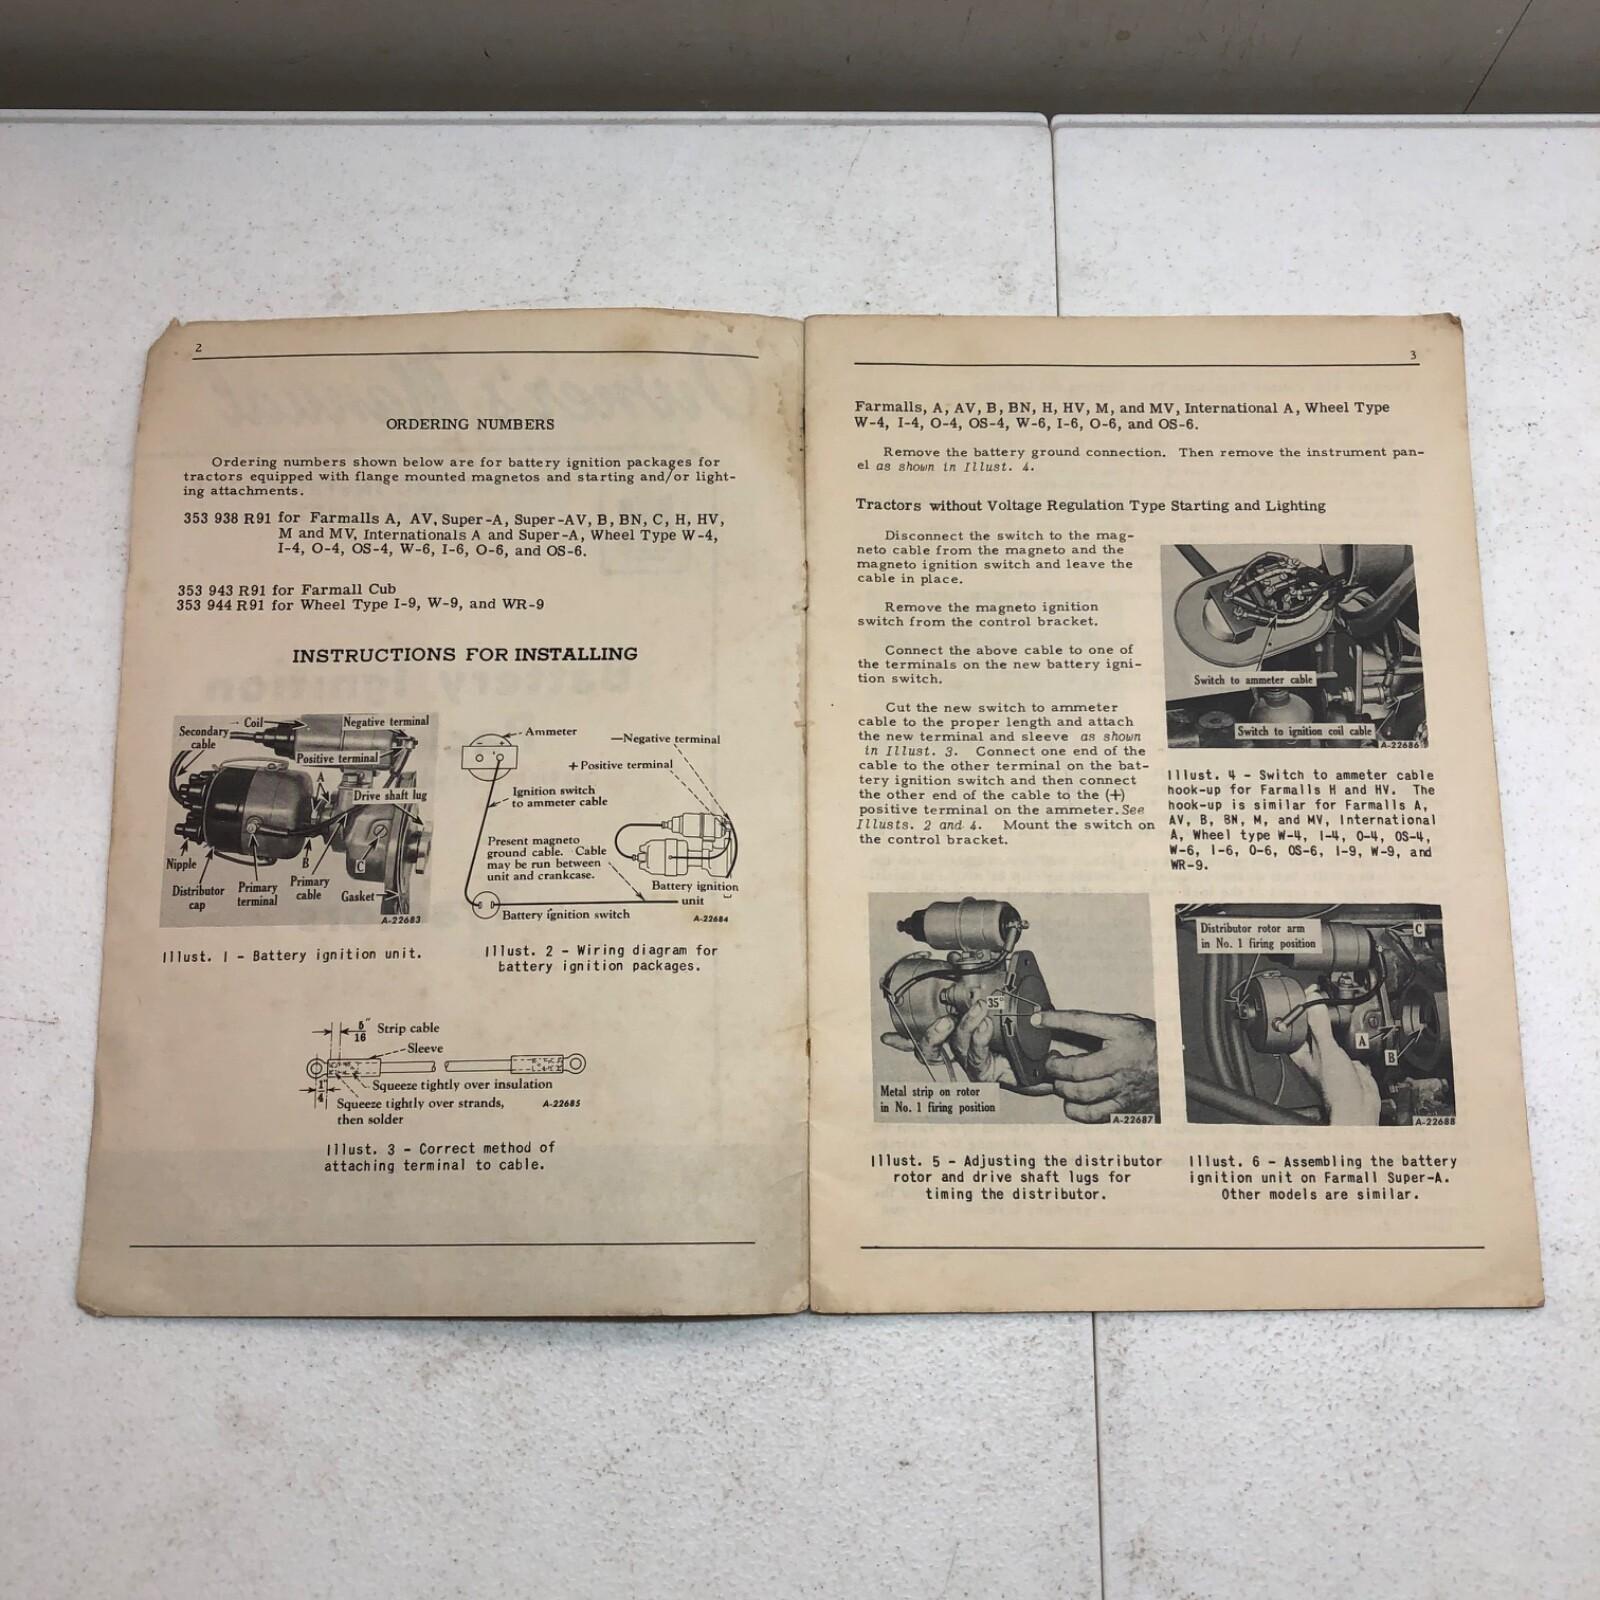 2
ORDERING NUMBERS
Ordering numbers shown below are for battery ignition packages for
tractors equipped with flange mounted magnetos and starting and/or light-
ing attachments.
353 938 R91 for Farmalls A, AV, Super-A, Super-AV, B, BN, C, H, HV,
M and MV, Internationals A and Super-A, Wheel Type W-4,
I-4, O-4, OS-4, W-6, I-6, O-6, and OS-6.
353 943 R91 for Farmall Cub
353 944 R91 for Wheel Type I-9, W-9, and WR-9
INSTRUCTIONS FOR INSTALLING
Coil
Negative terminal
Secondary
cable
Positive terminal
A
Drive shaft lug
Nipple
B
C
Distributor
cap
Primary
terminal
Primary
cable
Gasket
A-22683
Illust. 1 - Battery ignition unit.
Ammeter
- +
—Negative terminal
+ Positive terminal
Ignition switch
to ammeter cable
Present magneto
ground cable. Cable
may be run between
unit and crankcase.
Battery ignition
unit
Battery ignition switch
A-22684
Illust. 2 - Wiring diagram for
battery ignition packages.
5/16" Strip cable
Sleeve
Squeeze tightly over insulation
1/4"
Squeeze tightly over strands,
then solder
A-22685
Illust. 3 - Correct method of
attaching terminal to cable.
3
Farmalls, A, AV, B, BN, H, HV, M, and MV, International A, Wheel Type
W-4, I-4, O-4, OS-4, W-6, I-6, O-6, and OS-6.
Remove the battery ground connection. Then remove the instrument pan-
el as shown in Illust. 4.
Tractors without Voltage Regulation Type Starting and Lighting
Disconnect the switch to the mag-
neto cable from the magneto and the
magneto ignition switch and leave the
cable in place.
Remove the magneto ignition
switch from the control bracket.
Connect the above cable to one of
the terminals on the new battery igni-
tion switch.
Cut the new switch to ammeter
cable to the proper length and attach
the new terminal and sleeve as shown
in Illust. 3. Connect one end of the
cable to the other terminal on the bat-
tery ignition switch and then connect
the other end of the cable to the (+)
positive terminal on the ammeter. See
Illusts. 2 and 4. Mount the switch on
the control bracket.
Switch to ammeter cable
Switch to ignition coil cable
A-22686
Illust. 4 - Switch to ammeter cable
hook-up for Farmalls H and HV. The
hook-up is similar for Farmalls A,
AV, B, BN, M, and MV, International
A, Wheel type W-4, I-4, O-4, OS-4,
W-6, I-6, O-6, OS-6, I-9, W-9, and
WR-9.
35°
Metal strip on rotor
in No. 1 firing position
A-22687
Illust. 5 - Adjusting the distributor
rotor and drive shaft lugs for
timing the distributor.
Distributor rotor arm
in No. 1 firing position
C
A
B
A-22688
Illust. 6 - Assembling the battery
ignition unit on Farmall Super-A.
Other models are similar.